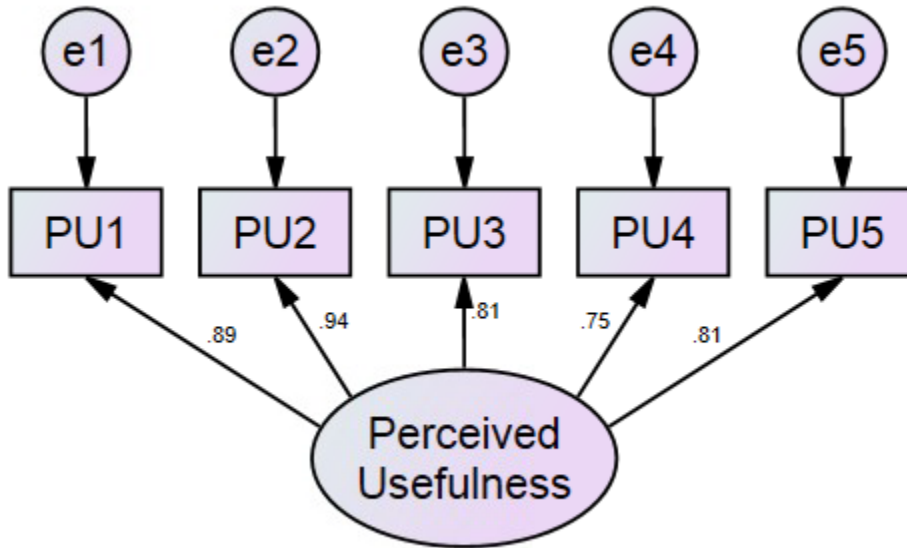 e1
e2
e3
e4
e5
PU1
PU2
PU3
PU4
PU5
.89
.94
.81
.75
.81
Perceived
Usefulness